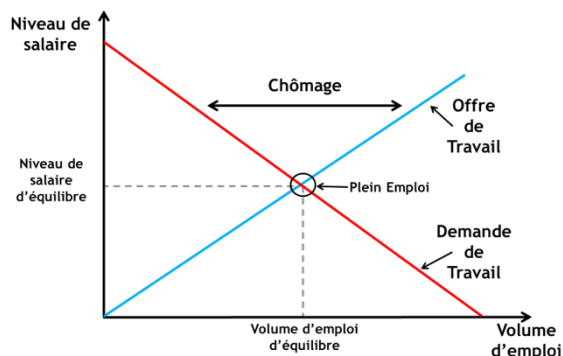 Niveau de
salaire
Chômage
Offre
de
Travail
Niveau de
salaire
d'équilibre
Plein Emploi
Demande
de
Travail
Volume d'emploi
d'équilibre
Volume
d'emploi